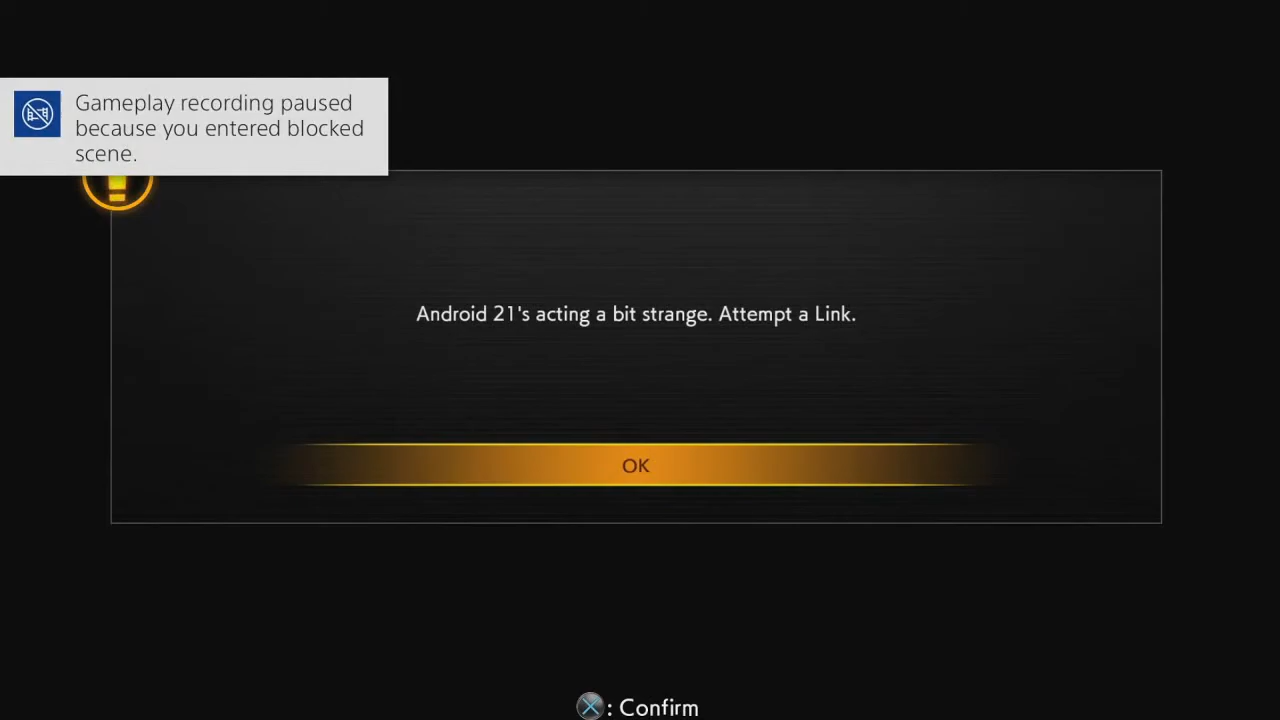 Gameplay recording paused
because you entered blocked
scene.
Android 21's acting a bit strange. Attempt a Link.
OK
: Confirm